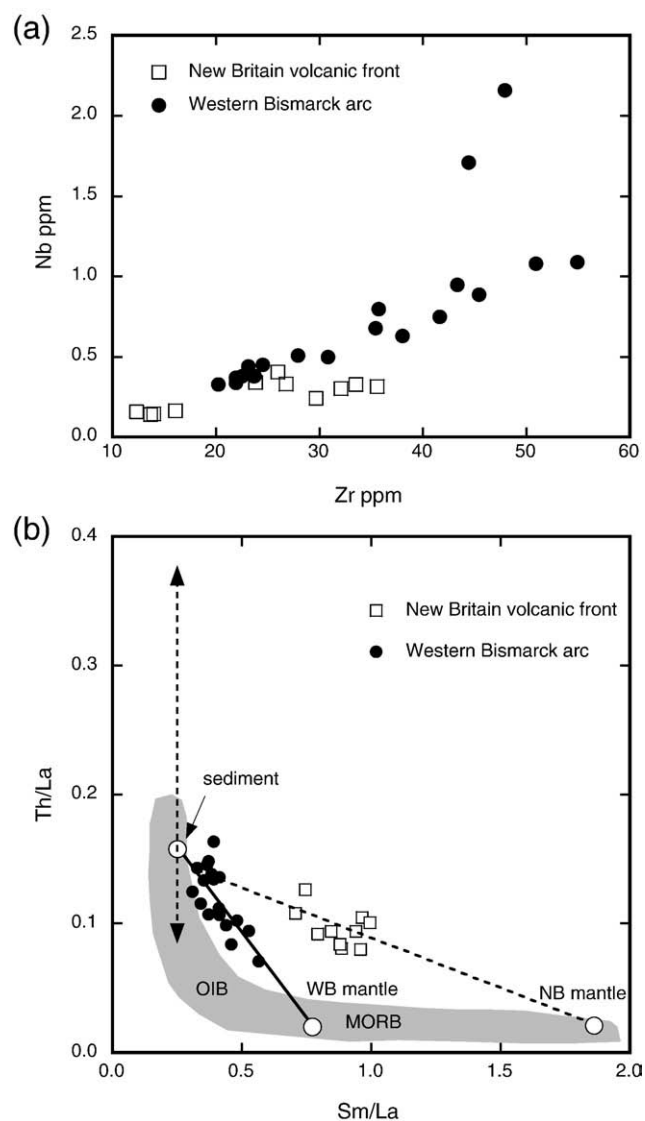 (a)
2.5
2.0
1.5
1.0
0.5
0.0
Nb ppm
New Britain volcanic front
Western Bismarck arc
10 20 30 40 50 60
Zr ppm
(b)
0.4
0.3
0.2
0.1
0.0
Th/La
New Britain volcanic front
Western Bismarck arc
sediment
OIB
WB mantle
NB mantle
MORB
0.0 0.5 1.0 1.5 2.0
Sm/La